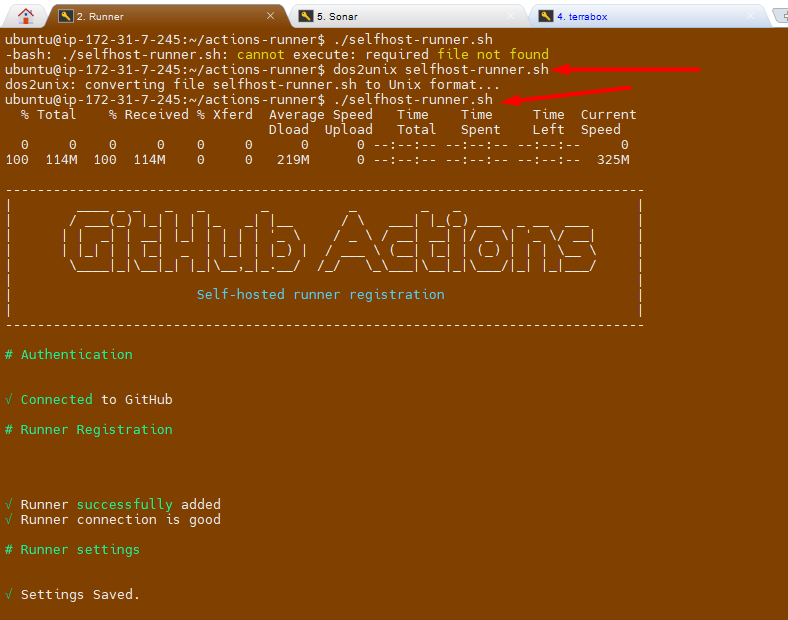 2. Runner
5. Sonar
4. terrabox
ubuntu@ip-172-31-7-245:~/actions-runner$ ./selfhost-runner.sh
-bash: ./selfhost-runner.sh: cannot execute: required file not found
ubuntu@ip-172-31-7-245:~/actions-runner$ dos2unix selfhost-runner.sh
dos2unix: converting file selfhost-runner.sh to Unix format...
ubuntu@ip-172-31-7-245:~/actions-runner$ ./selfhost-runner.sh
% Total % Received % Xferd Average Speed Time Time Time Current
Dload Upload Total Spent Left Speed
0 0 0 0 0 0 0 0 --:--:-- --:--:-- --:--:-- 0
100 114M 100 114M 0 0 219M 0 --:--:-- --:--:-- --:--:-- 325M
GitHub Actions
Self-hosted runner registration
# Authentication
√ Connected to GitHub
# Runner Registration
√ Runner successfully added
√ Runner connection is good
# Runner settings
√ Settings Saved.